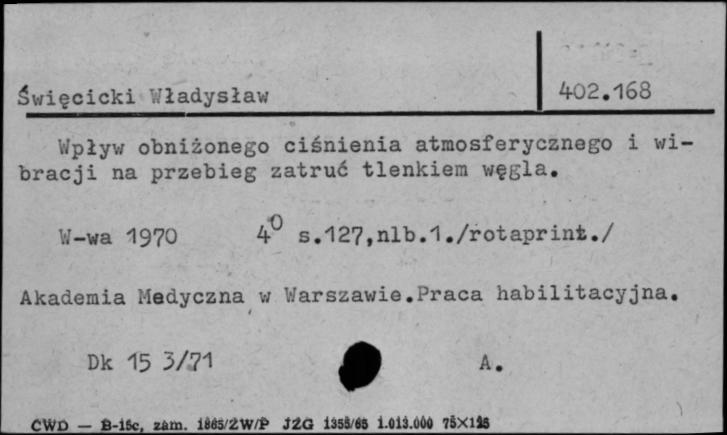 Święcicki Władysław
402.168
Wpływ obniżonego ciśnienia atmosferycznego i wi-
bracji na przebieg zatruć tlenkiem węgla.
W-wa 1970 4⁰ s.127,nlb.1./rotaprint./
Akademia Medyczna w Warszawie.Praca habilitacyjna.
Dk 15 3/71 A.
CWD — B-15c, zam. 1865/ZW/P JZG 1355/65 1.013.000 75×125